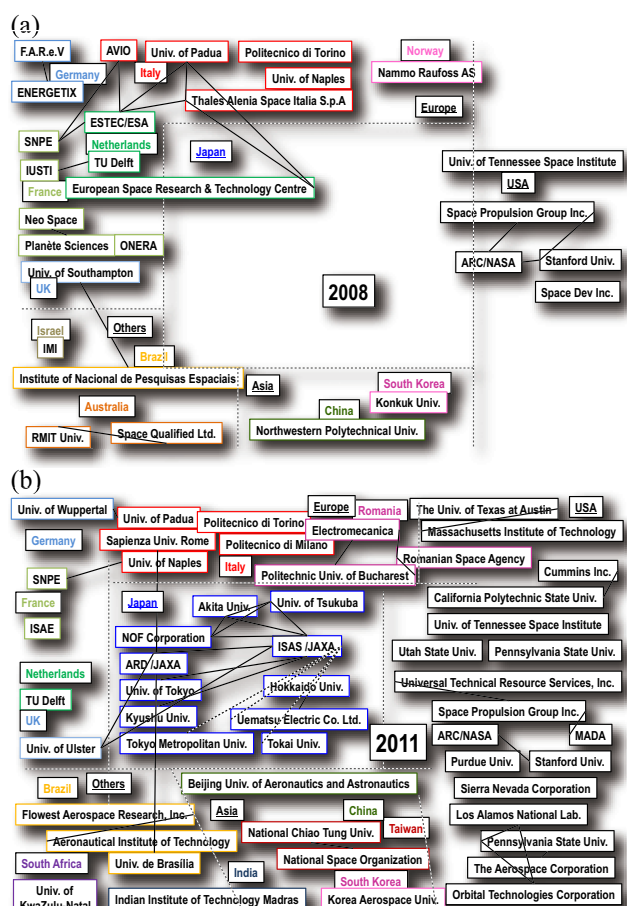 (a)
F.A.R.e.V
AVIO
Univ. of Padua
Politecnico di Torino
Norway
Germany
Italy
Univ. of Naples
Nammo Raufoss AS
ENERGETIX
Thales Alenia Space Italia S.p.A
Europe
ESTEC/ESA
SNPE
Netherlands
Japan
IUSTI
TU Delft
Univ. of Tennessee Space Institute
France
European Space Research & Technology Centre
USA
Neo Space
Space Propulsion Group Inc.
Planète Sciences
ONERA
Univ. of Southampton
ARC/NASA
Stanford Univ.
UK
2008
Space Dev Inc.
Israel
Others
IMI
Brazil
Institute of Nacional de Pesquisas Espaciais
Asia
South Korea
Australia
China
Konkuk Univ.
RMIT Univ.
Space Qualified Ltd.
Northwestern Polytechnical Univ.
(b)
Univ. of Wuppertal
Univ. of Padua
Politecnico di Torino
Europe
Romania
The Univ. of Texas at Austin
USA
Germany
Sapienza Univ. Rome
Politecnico di Milano
Electromecanica
Massachusetts Institute of Technology
Univ. of Naples
Italy
Romanian Space Agency
SNPE
Politechnic Univ. of Bucharest
Cummins Inc.
France
Japan
Akita Univ.
Univ. of Tsukuba
California Polytechnic State Univ.
ISAE
NOF Corporation
ISAS /JAXA
Univ. of Tennessee Space Institute
ARD /JAXA
Utah State Univ.
Pennsylvania State Univ.
Netherlands
Univ. of Tokyo
Hokkaido Univ.
Universal Technical Resource Services, Inc.
TU Delft
Kyushu Univ.
Uematsu Electric Co. Ltd.
Space Propulsion Group Inc.
UK
Tokyo Metropolitan Univ.
Tokai Univ.
2011
ARC/NASA
MADA
Univ. of Ulster
Purdue Univ.
Stanford Univ.
Brazil
Others
Beijing Univ of Aeronautics and Astronautics
Sierra Nevada Corporation
Flowest Aerospace Research, Inc.
Asia
China
Los Alamos National Lab.
Aeronautical Institute of Technology
National Chiao Tung Univ.
Taiwan
Pennsylvania State Univ.
South Africa
Univ. de Brasília
India
National Space Organization
The Aerospace Corporation
Univ. of
KwaZulu Natal
Indian Institute of Technology Madras
South Korea
Korea Aerospace Univ.
Orbital Technologies Corporation